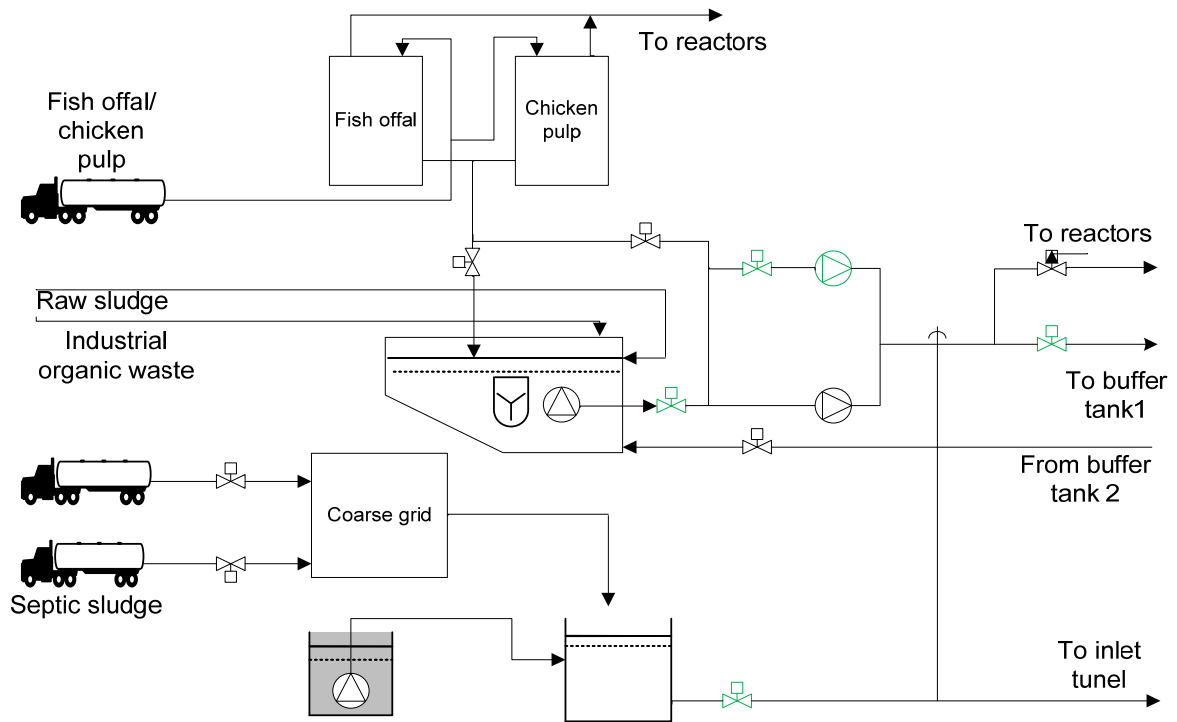 To reactors
Fish offal/
chicken
pulp
Fish offal
Chicken
pulp
To reactors
Raw sludge
Industrial
organic waste
To buffer
tank1
From buffer
tank 2
Coarse grid
Septic sludge
To inlet
tunnel